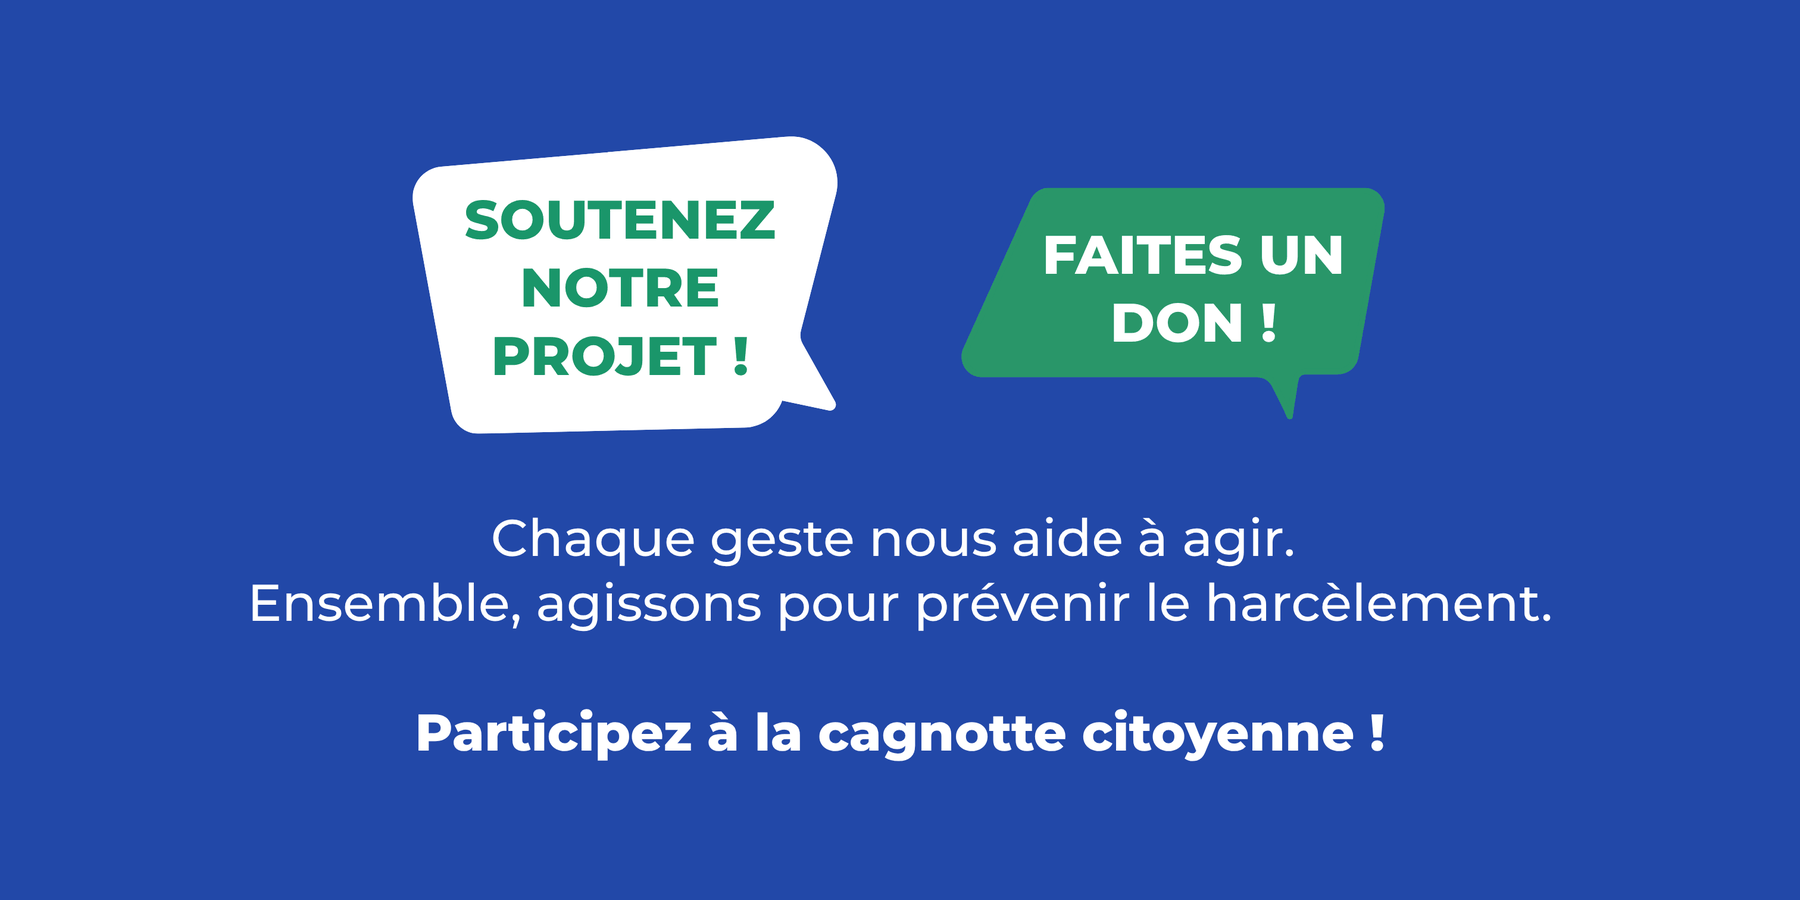 SOUTENEZ
NOTRE
PROJET !
FAITES UN
DON !
Chaque geste nous aide à agir.
Ensemble, agissons pour prévenir le harcèlement.
Participez à la cagnotte citoyenne !